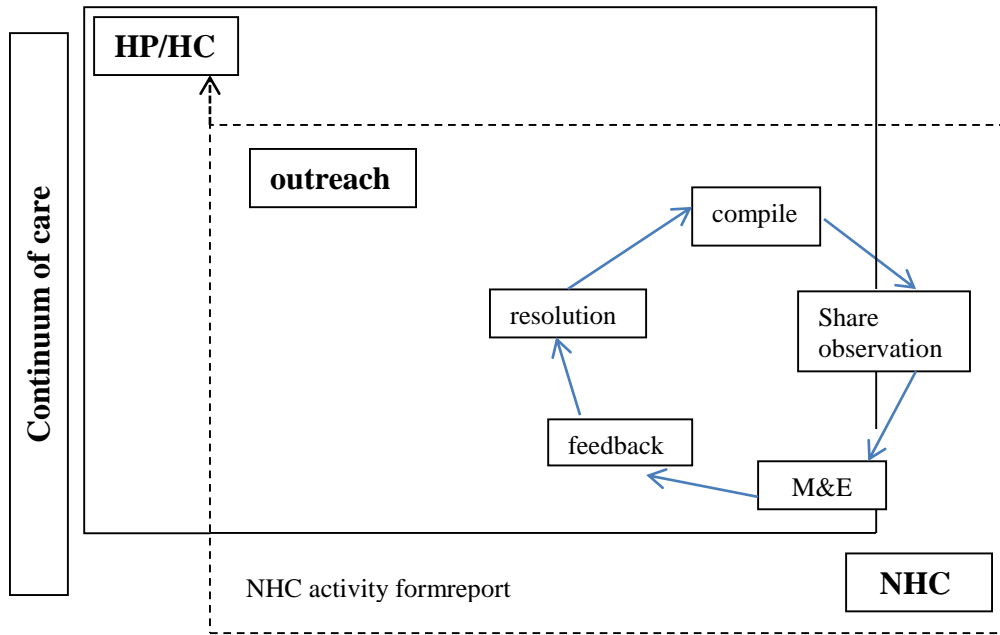 HP/HC
Continuum of care
outreach
compile
resolution
Share
observation
feedback
M&E
NHC activity formreport
NHC